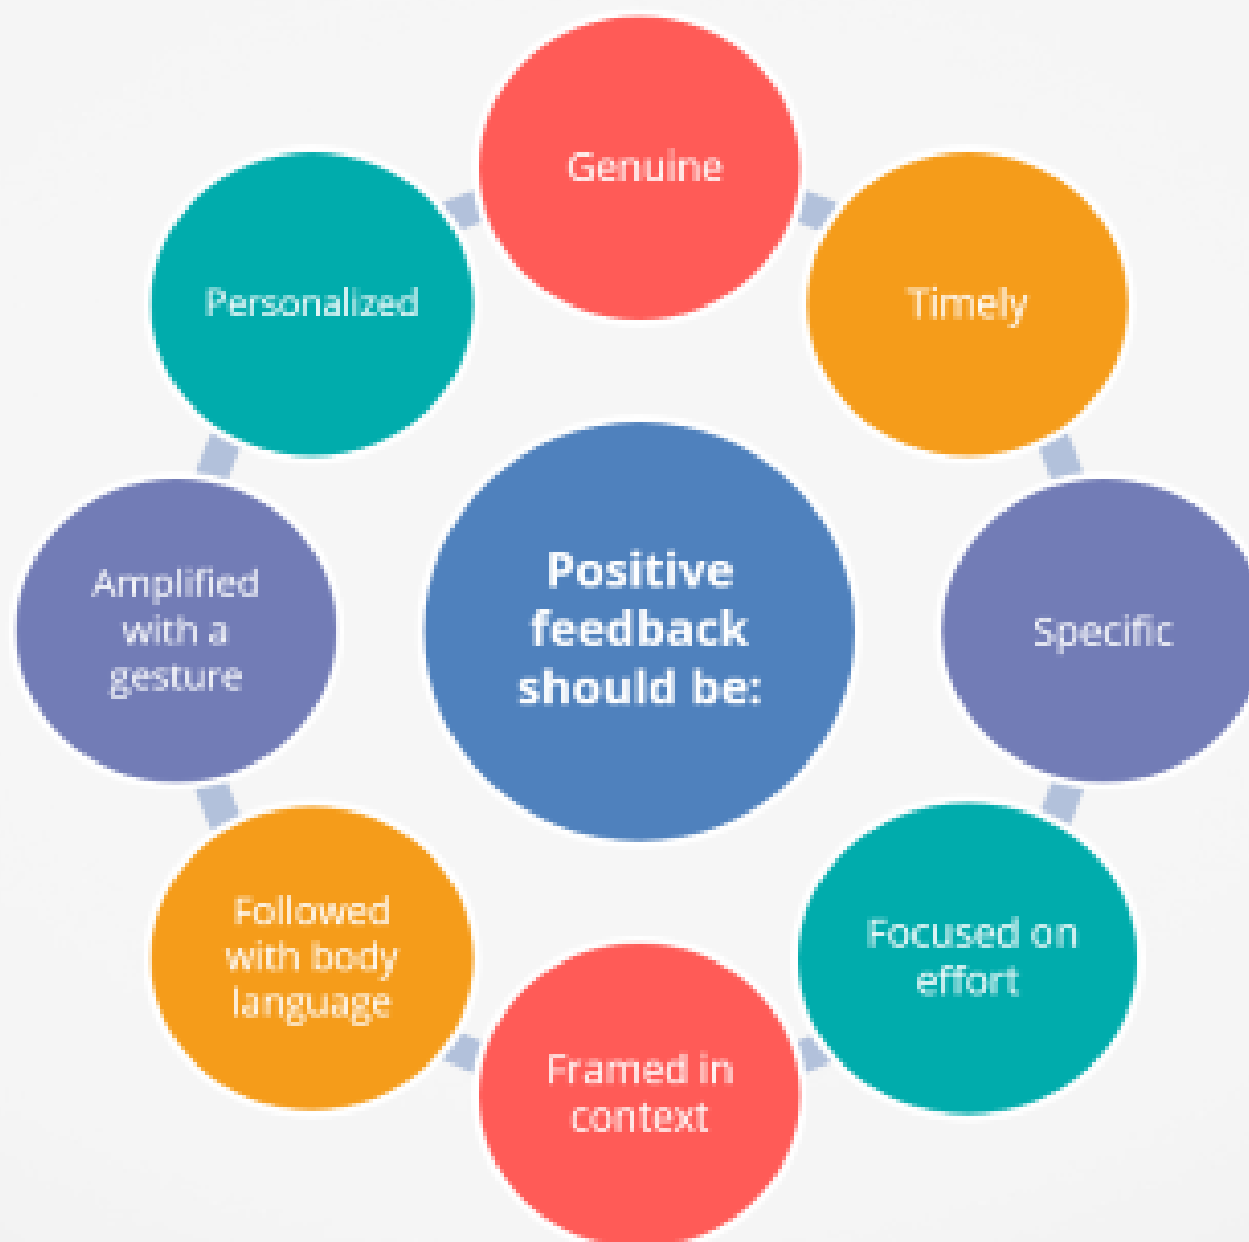 Positive
feedback
should be:
Genuine
Timely
Specific
Focused on
effort
Framed in
context
Followed
with body
language
Amplified
with a
gesture
Personalized